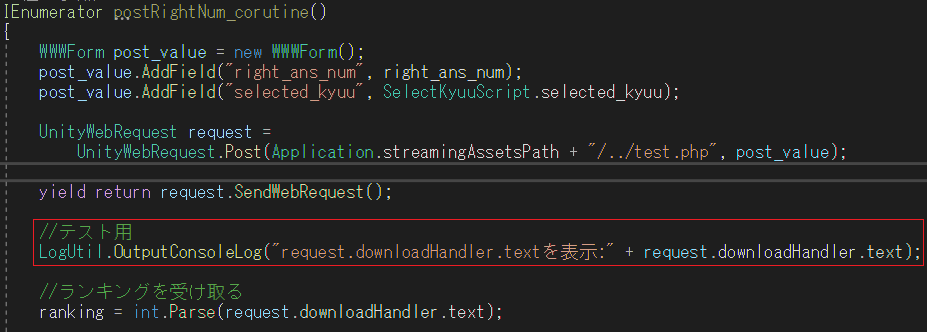 IEnumerator postRightNum_corutine()
{
WWWForm post_value = new WWWForm();
post_value.AddField("right_ans_num", right_ans_num);
post_value.AddField("selected_kyuu", SelectKyuuScript.selected_kyuu);
UnityWebRequest request =
UnityWebRequest.Post(Application.streamingAssetsPath + "/../test.php", post_value);
yield return request.SendWebRequest();
//テスト用
LogUtil.OutputConsoleLog("request.downloadHandler.textを表示:" + request.downloadHandler.text);
//ランキングを受け取る
ranking = int.Parse(request.downloadHandler.text);